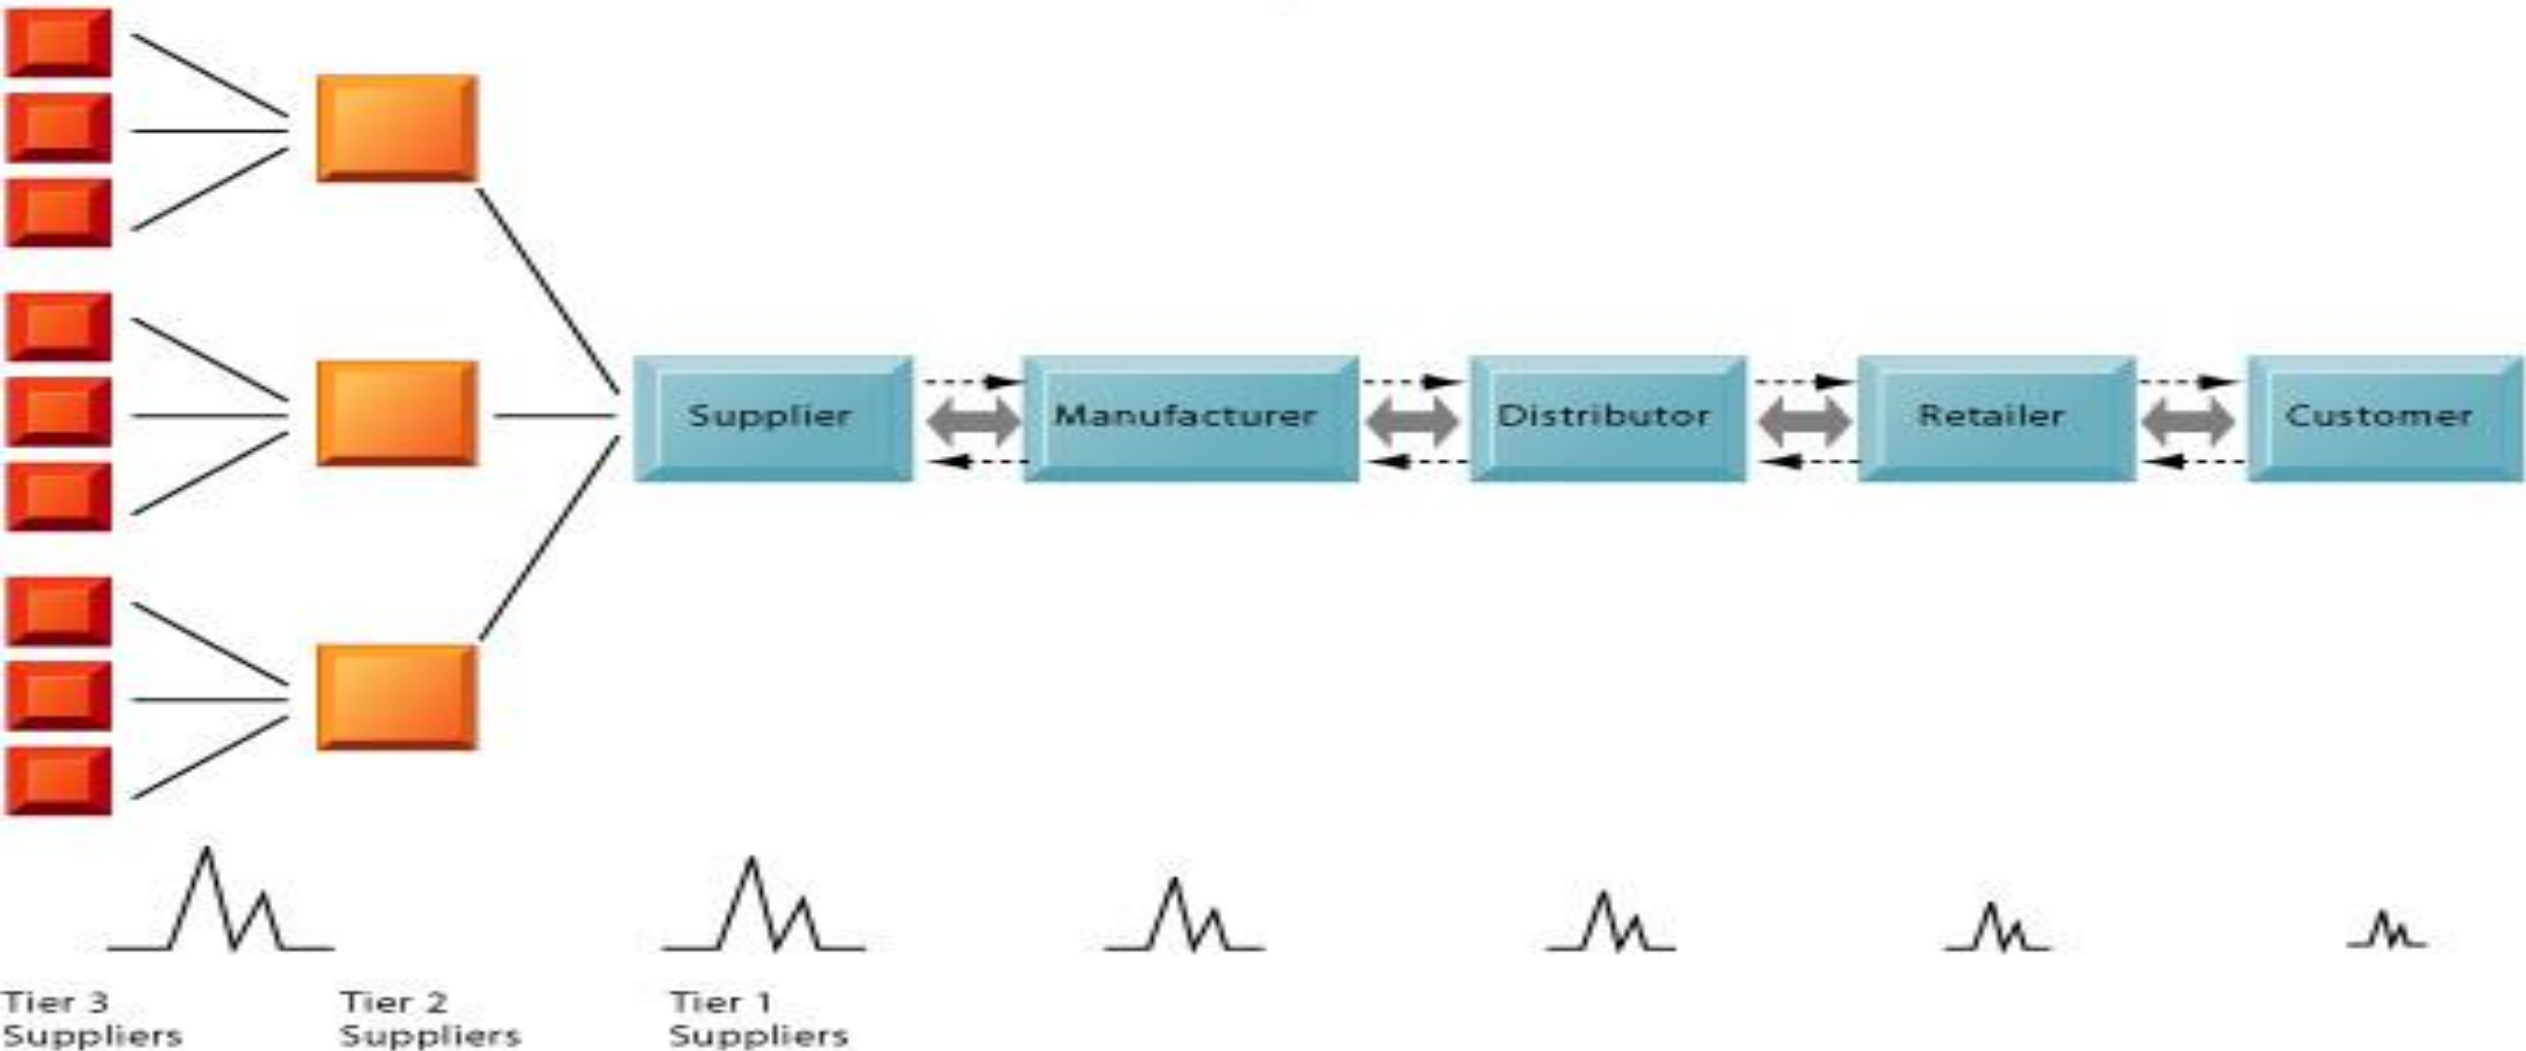 Supplier
Manufacturer
Distributor
Retailer
Customer
Tier 3
Suppliers
Tier 2
Suppliers
Tier 1
Suppliers